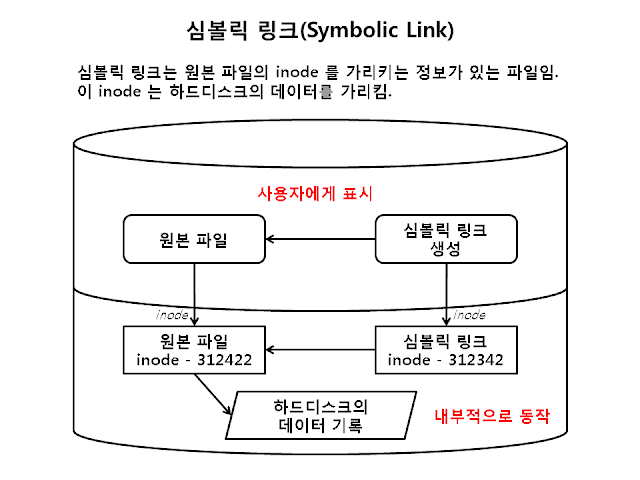 심볼릭 링크(Symbolic Link)
심볼릭 링크는 원본 파일의 inode 를 가리키는 정보가 있는 파일임.
이 inode 는 하드디스크의 데이터를 가리킴.
사용자에게 표시
원본 파일
심볼릭 링크
생성
inode
inode
원본 파일
inode - 312422
심볼릭 링크
inode - 312342
하드디스크의
데이터 기록
내부적으로 동작